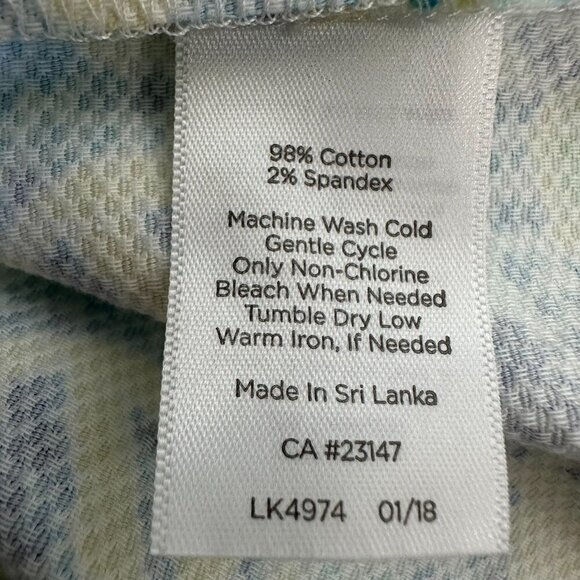 98% Cotton
2% Spandex
Machine Wash Cold
Gentle Cycle
Only Non-Chlorine
Bleach When Needed
Tumble Dry Low
Warm Iron, If Needed
Made In Sri Lanka
CA #23147
LK4974 01/18